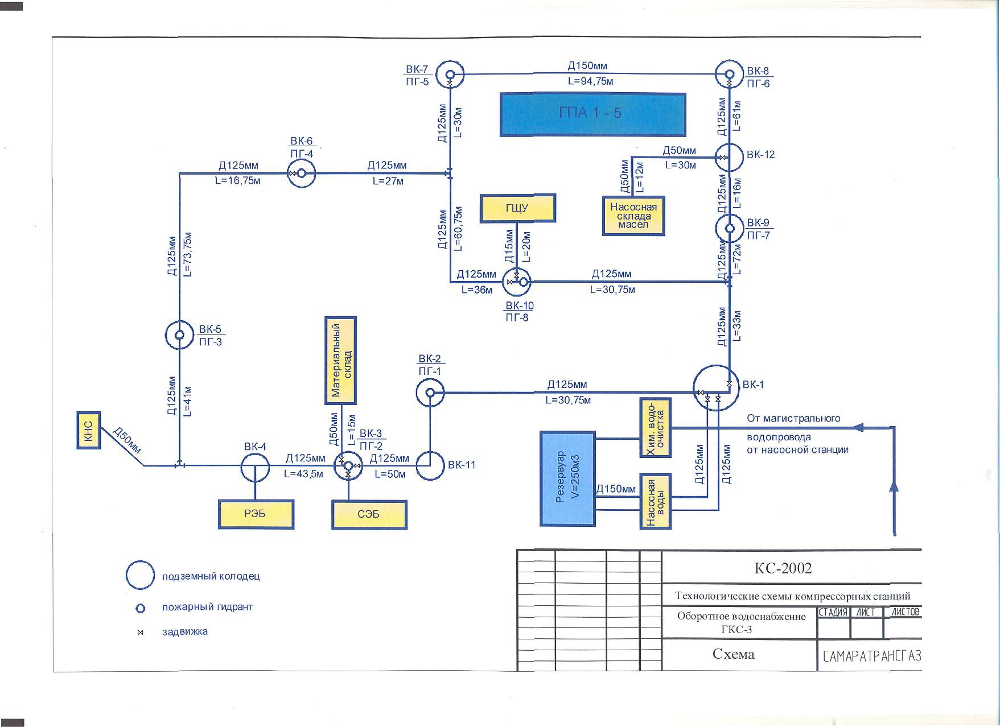 ВК-7
ПГ-5
Д150мм
L=94,75м
ВК-8
ПГ-6
ГПА 1 - 5
Д125мм
L=30м
Д125мм
L=61м
ВК-6
ПГ-4
Д125мм
L=16,75м
Д125мм
L=27м
Д50мм
L=30м
ВК-12
Д50мм
L=12м
Д125мм
L=16м
ГЩУ
Насосная
склада
масел
ВК-9
ПГ-7
Д125мм
L=73,75м
Д125мм
L=60,75м
Д15мм
L=20м
Д125мм
L=72м
Д125мм
L=36м
Д125мм
L=30,75м
ВК-10
ПГ-8
ВК-5
ПГ-3
Материальный
склад
Д125мм
L=33м
ВК-2
ПГ-1
Д125мм
L=30,75м
ВК-1
Д125мм
L=41м
КНС
Д50мм
Д50мм
L=15м
ВК-3
ПГ-2
ВК-4
Д125мм
L=43,5м
Д125мм
L=50м
ВК-11
Хим. водо-
очистка
От магистрального
водопровода
от насосной станции
Резервуар
V=250м3
Д150мм
Насосная
воды
Д125мм
Д125мм
РЭБ
СЭБ
подземный колодец
пожарный гидрант
задвижка
КС-2002
Технологические схемы компрессорных станций
Оборотное водоснабжение
ГКС-3
СТАДИЯ ЛИСТ ЛИСТОВ
Схема
САМАРАТРАНСГАЗ